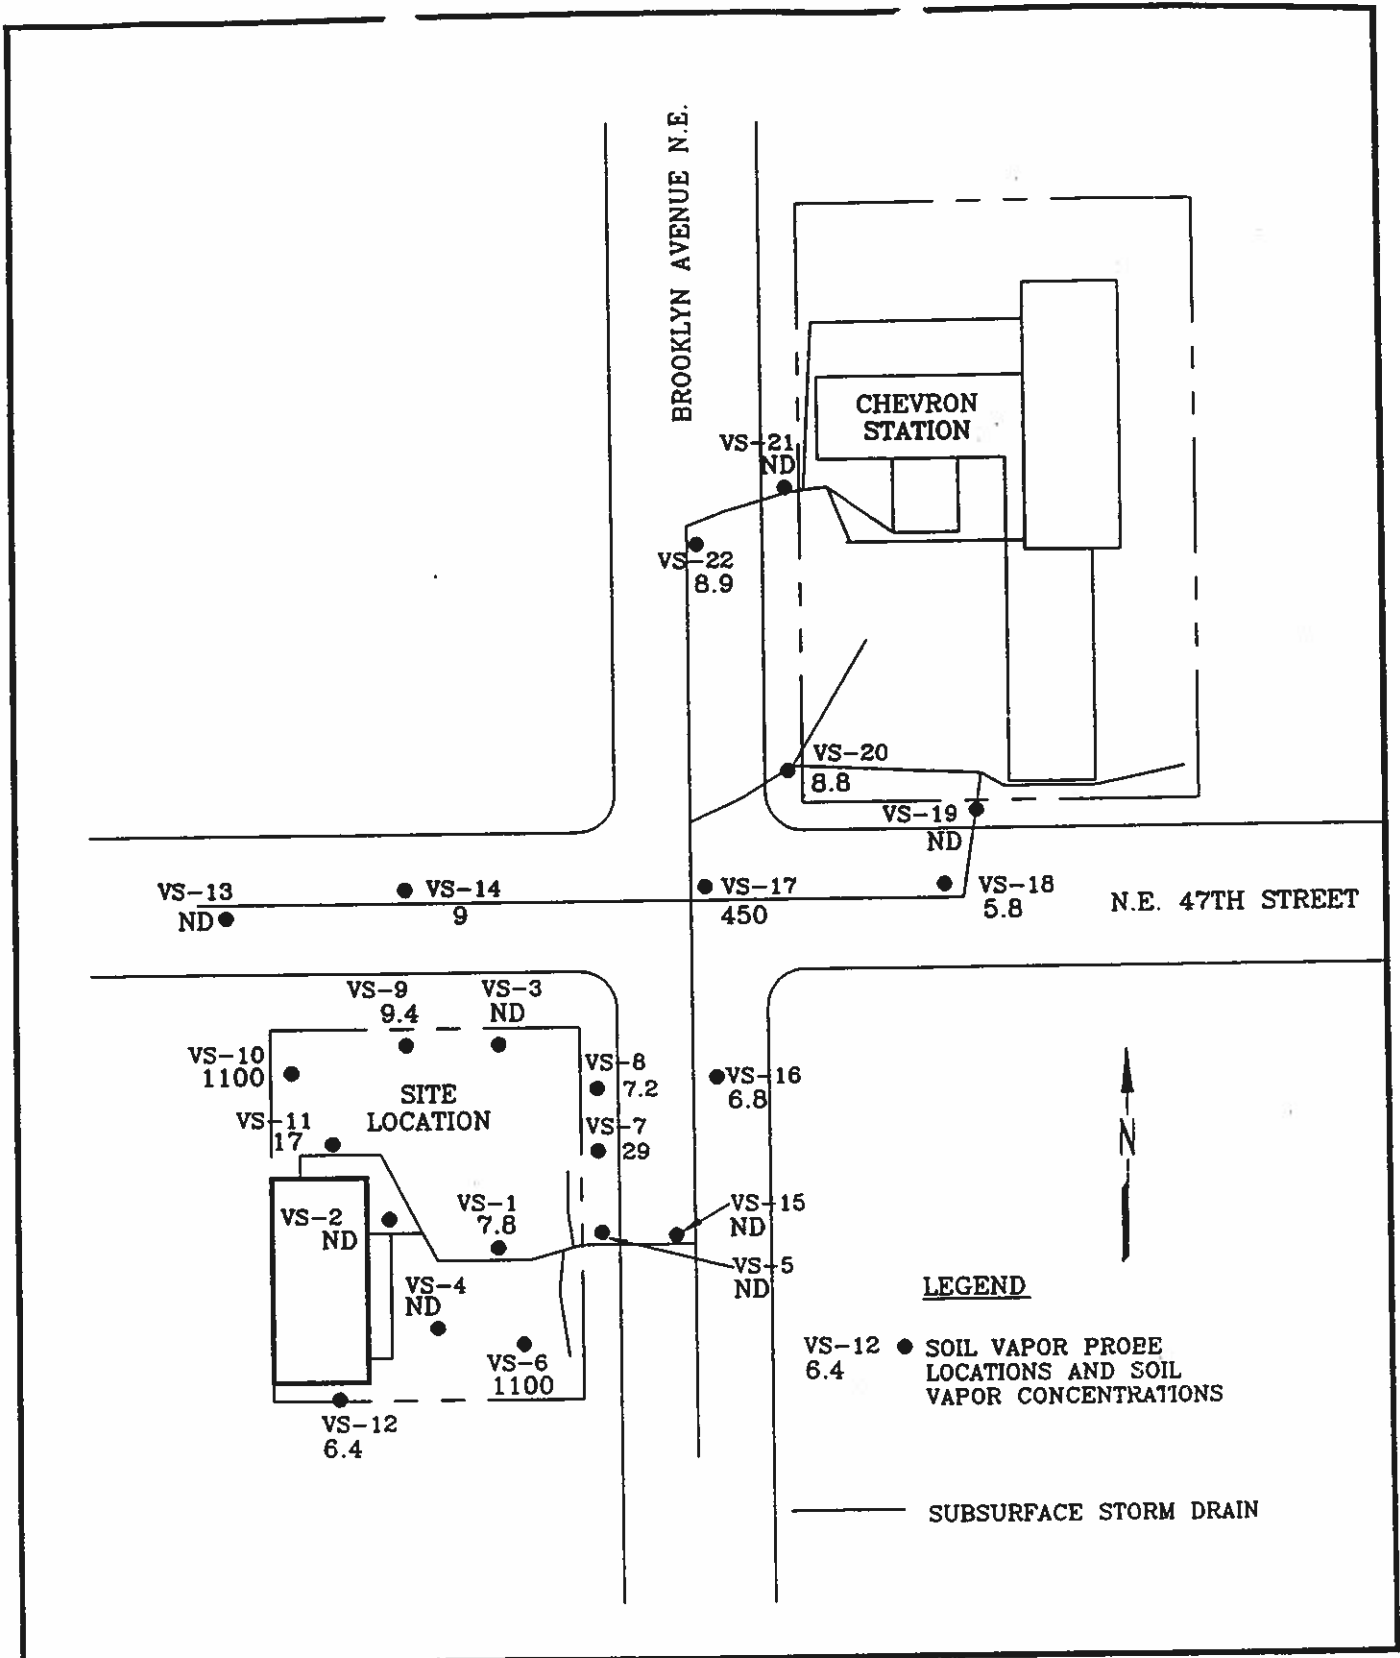 BROOKLYN AVENUE N.E.
CHEVRON
STATION
VS-21
ND
VS-22
8.9
VS-20
8.8
VS-19
ND
VS-13
ND
VS-14
9
VS-17
450
VS-18
5.8
N.E. 47TH STREET
VS-9
9.4
VS-3
ND
VS-10
1100
VS-8
7.2
VS-16
6.8
SITE
LOCATION
VS-11
17
VS-7
29
VS-1
7.8
VS-2
ND
VS-15
ND
VS-5
ND
VS-4
ND
VS-6
1100
VS-12
6.4
N
LEGEND
VS-12
6.4
SOIL VAPOR PROBE
LOCATIONS AND SOIL
VAPOR CONCENTRATIONS
SUBSURFACE STORM DRAIN